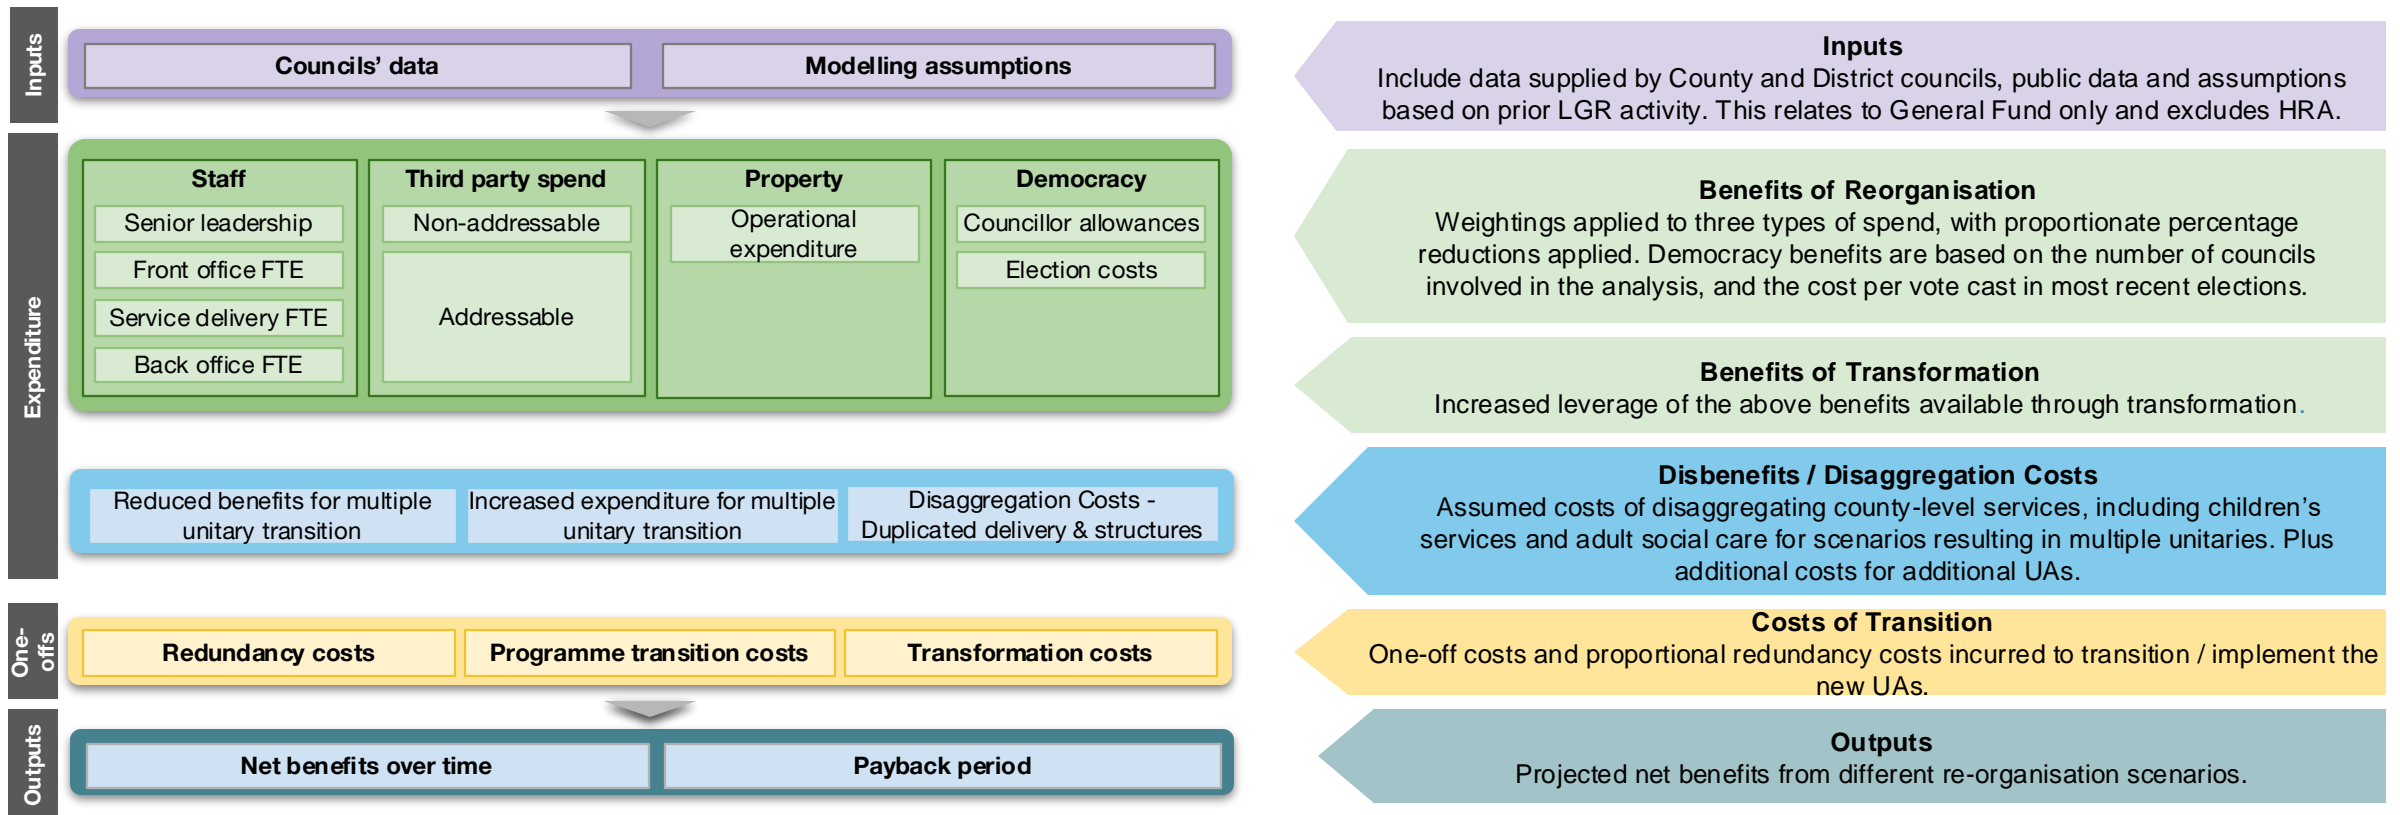 Inputs
Councils’ data
Modelling assumptions
Inputs
Include data supplied by County and District councils, public data and assumptions
based on prior LGR activity. This relates to General Fund only and excludes HRA.
Expenditure
Staff
Senior leadership
Front office FTE
Service delivery FTE
Back office FTE
Third party spend
Non-addressable
Addressable
Property
Operational
expenditure
Democracy
Councillor allowances
Election costs
Benefits of Reorganisation
Weightings applied to three types of spend, with proportionate percentage
reductions applied. Democracy benefits are based on the number of councils
involved in the analysis, and the cost per vote cast in most recent elections.
Benefits of Transformation
Increased leverage of the above benefits available through transformation.
Reduced benefits for multiple
unitary transition
Increased expenditure for multiple
unitary transition
Disaggregation Costs -
Duplicated delivery & structures
Disbenefits / Disaggregation Costs
Assumed costs of disaggregating county-level services, including children’s
services and adult social care for scenarios resulting in multiple unitaries. Plus
additional costs for additional UAs.
One-
offs
Redundancy costs
Programme transition costs
Transformation costs
Costs of Transition
One-off costs and proportional redundancy costs incurred to transition / implement the
new UAs.
Outputs
Net benefits over time
Payback period
Outputs
Projected net benefits from different re-organisation scenarios.